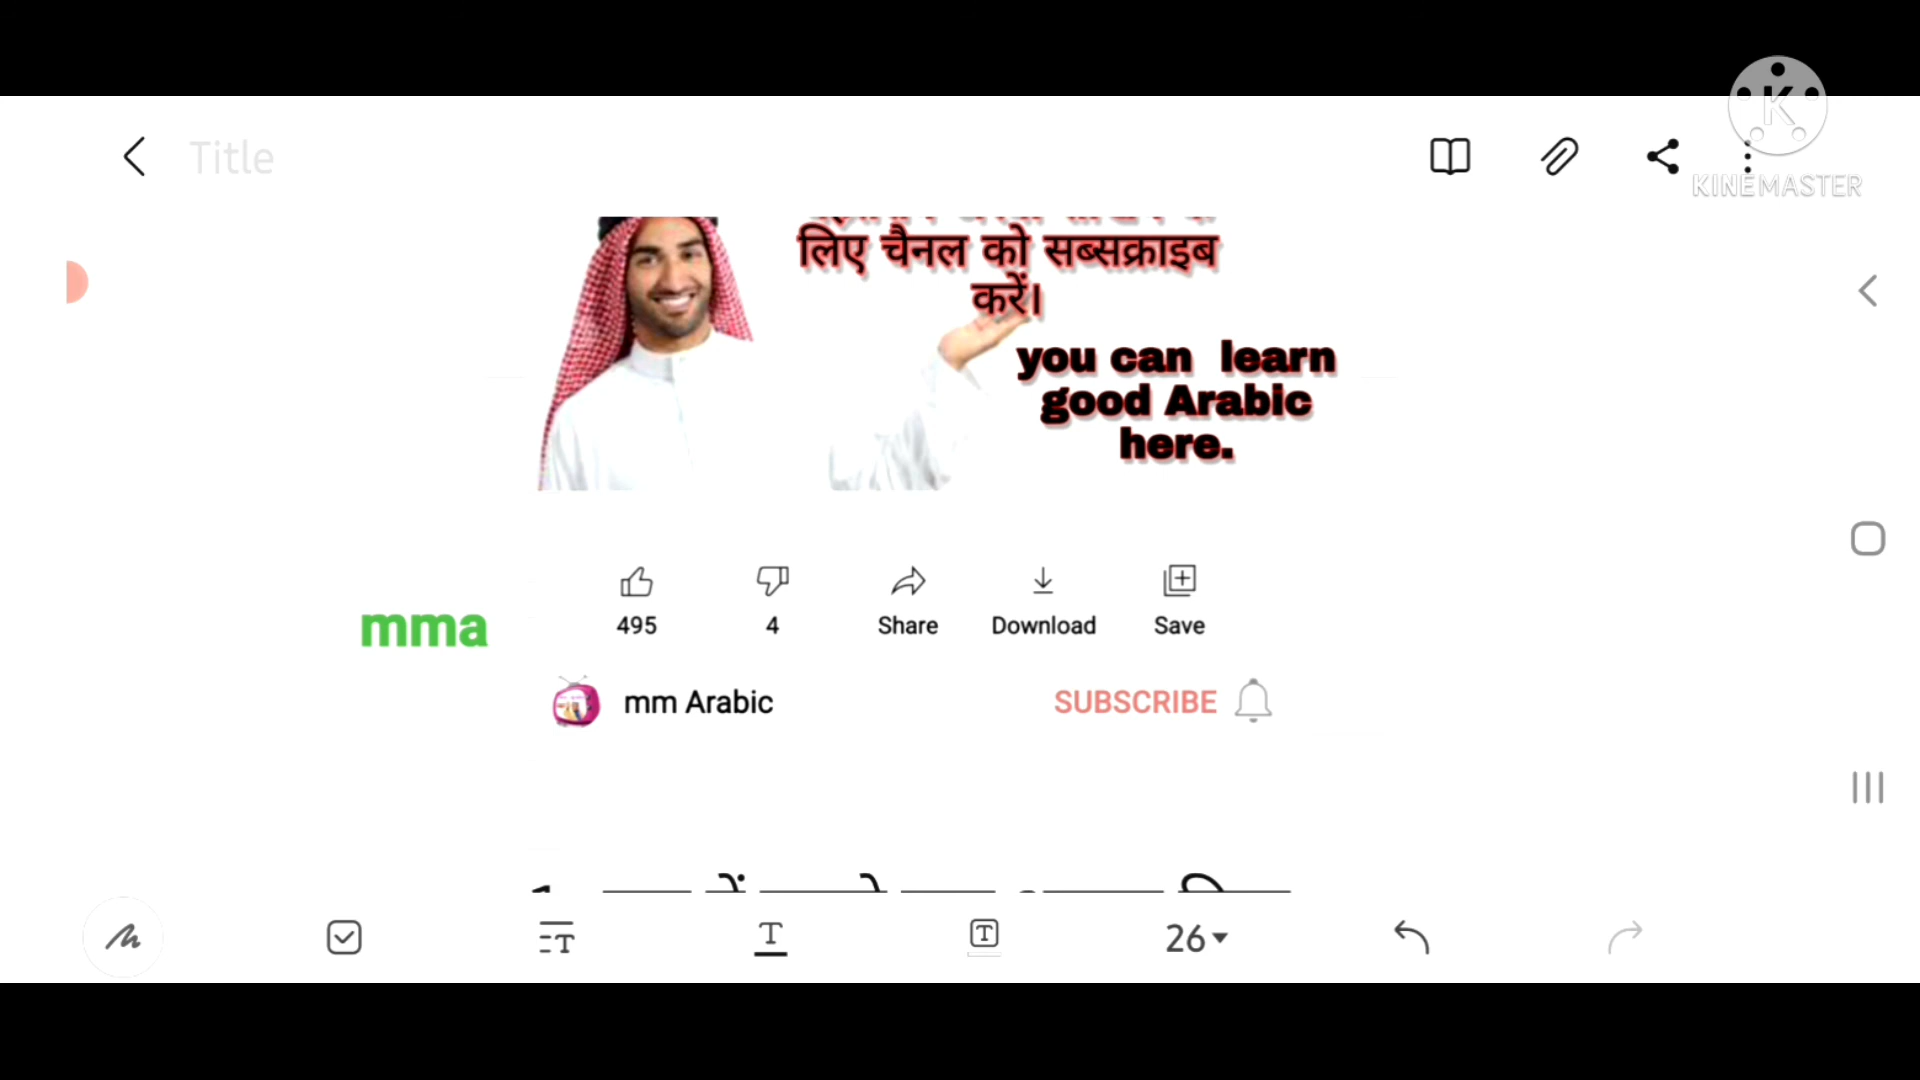 Title
KINEMASTER
लिए चैनल को सब्सक्राइब
करें।
you can learn
good Arabic
here.
495
4
Share
Download
Save
mma
mm Arabic
SUBSCRIBE
26